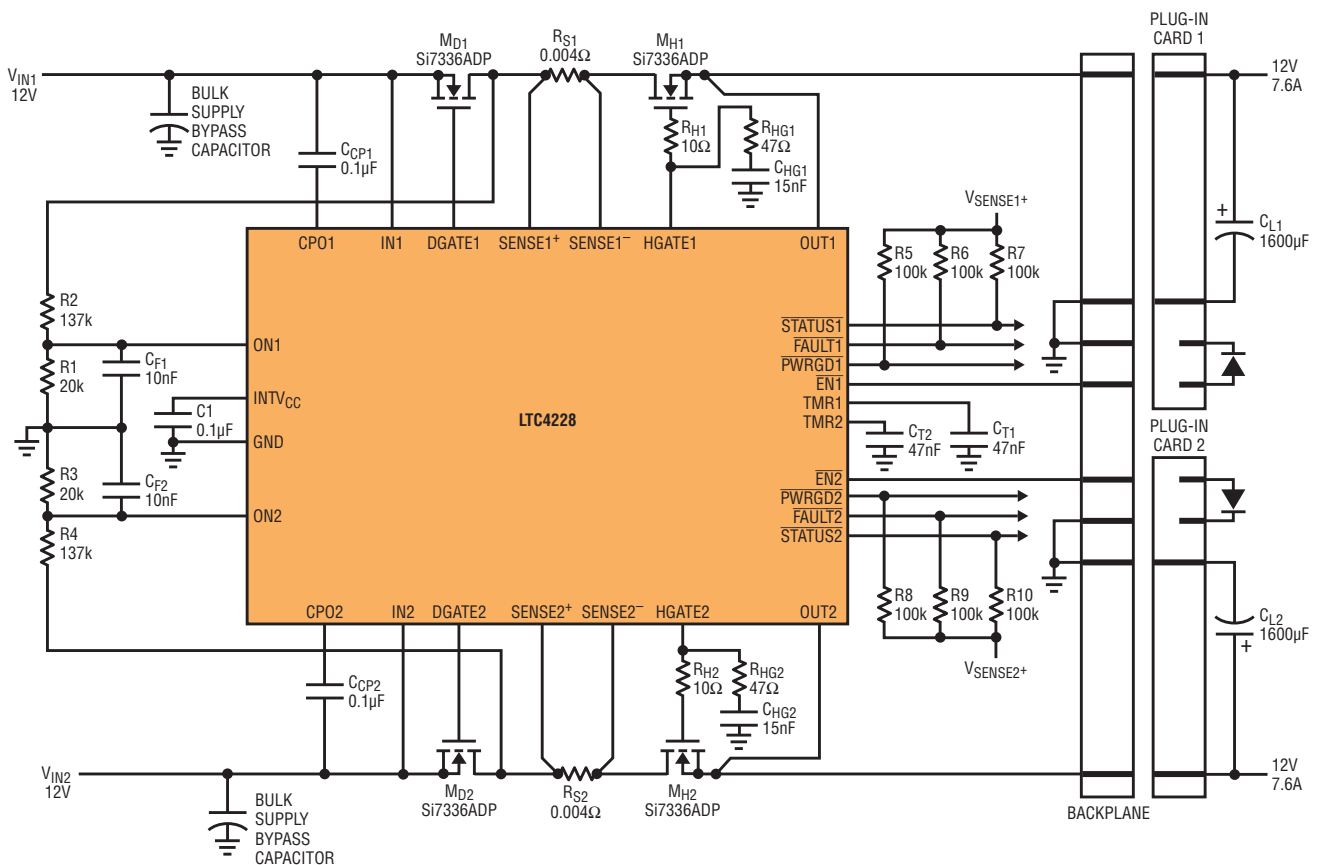 PLUG-IN
CARD 1
MD1
Si7336ADP
RS1
0.004Ω
MH1
Si7336ADP
VIN1
12V
12V
7.6A
BULK
SUPPLY
BYPASS
CAPACITOR
CCP1
0.1µF
RH1
10Ω
RHG1
47Ω
CHG1
15nF
VSENSE1+
+
CL1
1600µF
CPO1
IN1
DGATE1
SENSE1+
SENSE1–
HGATE1
OUT1
R5
100k
R6
100k
R7
100k
R2
137k
STATUS1
FAULT1
PWRGD1
EN1
TMR1
TMR2
ON1
CF1
10nF
R1
20k
INTVCC
C1
0.1µF
GND
LTC4228
CT2
47nF
CT1
47nF
PLUG-IN
CARD 2
R3
20k
CF2
10nF
EN2
PWRGD2
FAULT2
STATUS2
ON2
R4
137k
R8
100k
R9
100k
R10
100k
CPO2
IN2
DGATE2
SENSE2+
SENSE2–
HGATE2
OUT2
CL2
1600µF
+
VSENSE2+
CCP2
0.1µF
RH2
10Ω
RHG2
47Ω
CHG2
15nF
VIN2
12V
12V
7.6A
MD2
Si7336ADP
RS2
0.004Ω
MH2
Si7336ADP
BACKPLANE
BULK
SUPPLY
BYPASS
CAPACITOR